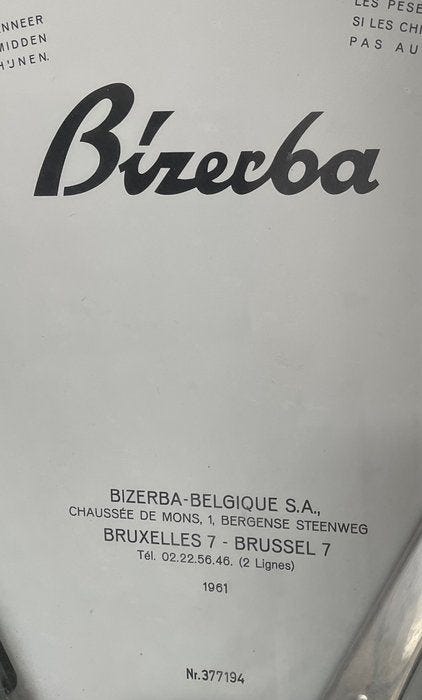 LES PESE
SI LES CH
PAS AU
NNEER
MIDDEN
HIJNEN.
Bizerba
BIZERBA-BELGIQUE S.A.,
CHAUSSÉE DE MONS, 1, BERGENSE STEENWEG
BRUXELLES 7 - BRUSSEL 7
Tél. 02.22.56.46. (2 Lignes)
1961
Nr.377194